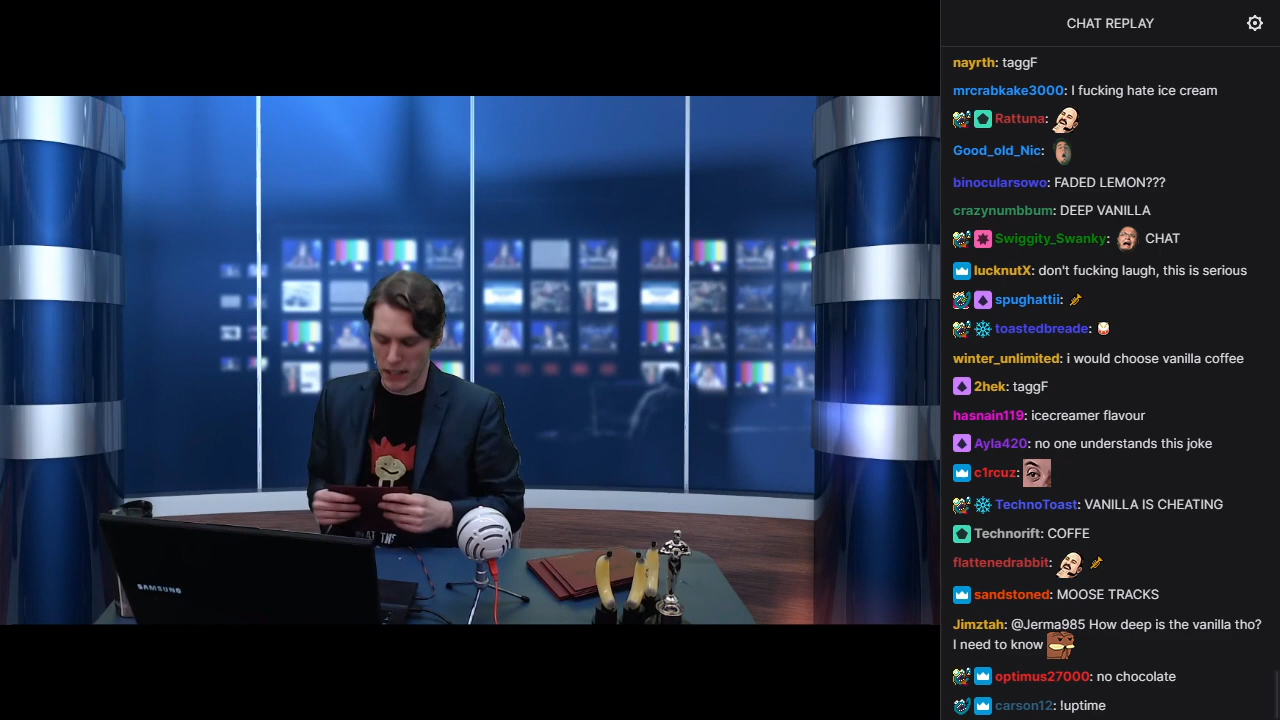 CHAT REPLAY
nayrth: taggF
mrcrabkake3000: I fucking hate ice cream
Rattuna:
Good_old_Nic:
binocularsowo: FADED LEMON???
crazynumbbum: DEEP VANILLA
Swiggity_Swanky: CHAT
lucknutX: don't fucking laugh, this is serious
spughattii:
toastedbreade:
winter_unlimited: i would choose vanilla coffee
2hek: taggF
hasnain119: icecreamer flavour
Ayla420: no one understands this joke
c1rcuz:
TechnoToast: VANILLA IS CHEATING
Technorift: COFFE
flattenedrabbit:
sandstoned: MOOSE TRACKS
Jimztah: @Jerma985 How deep is the vanilla tho?
I need to know
optimus27000: no chocolate
carson12: !uptime
SAMSUNG